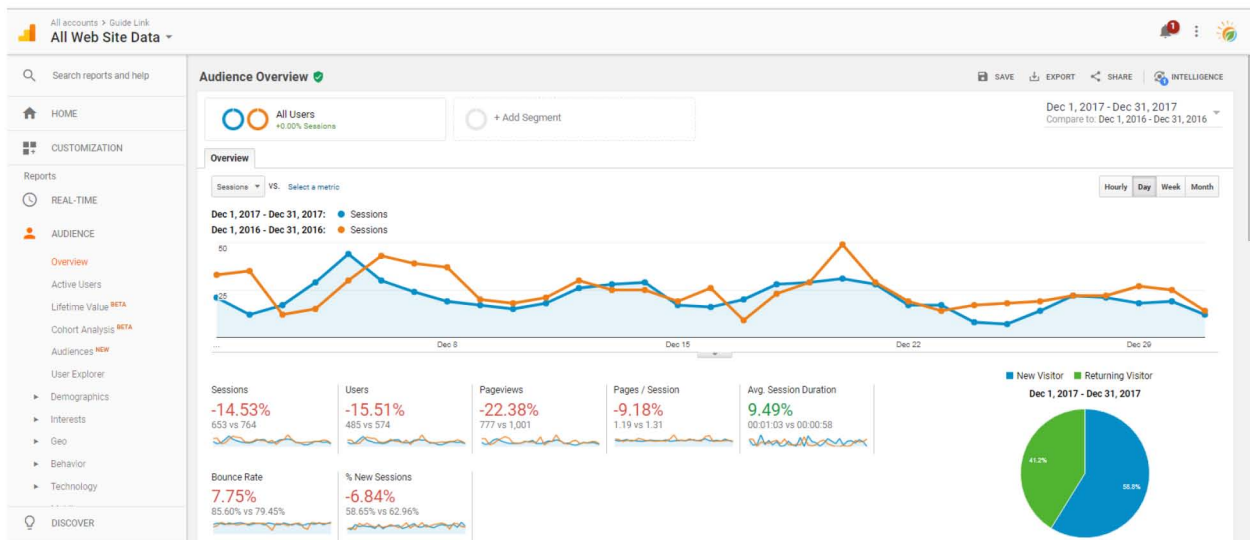 All accounts > Guide Link
All Web Site Data
1
Search reports and help
HOME
CUSTOMIZATION
Reports
REAL-TIME
AUDIENCE
Overview
Active Users
Lifetime Value BETA
Cohort Analysis BETA
Audiences NEW
User Explorer
Demographics
Interests
Geo
Behavior
Technology
DISCOVER
Audience Overview
SAVE EXPORT SHARE 1 INTELLIGENCE
All Users
+0.00% Sessions
+ Add Segment
Dec 1, 2017 - Dec 31, 2017
Compare to: Dec 1, 2016 - Dec 31, 2016
Overview
Sessions VS. Select a metric
Hourly Day Week Month
Dec 1, 2017 - Dec 31, 2017: Sessions
Dec 1, 2016 - Dec 31, 2016: Sessions
50
25
... Dec 8 Dec 15 Dec 22 Dec 29
Sessions Users Pageviews Pages / Session Avg. Session Duration
-14.53% -15.51% -22.38% -9.18% 9.49%
653 vs 764 485 vs 574 777 vs 1,001 1.19 vs 1.31 00:01:03 vs 00:00:58
Bounce Rate % New Sessions
7.75% -6.84%
85.60% vs 79.45% 58.65% vs 62.96%
New Visitor Returning Visitor
Dec 1, 2017 - Dec 31, 2017
41.2%
58.8%